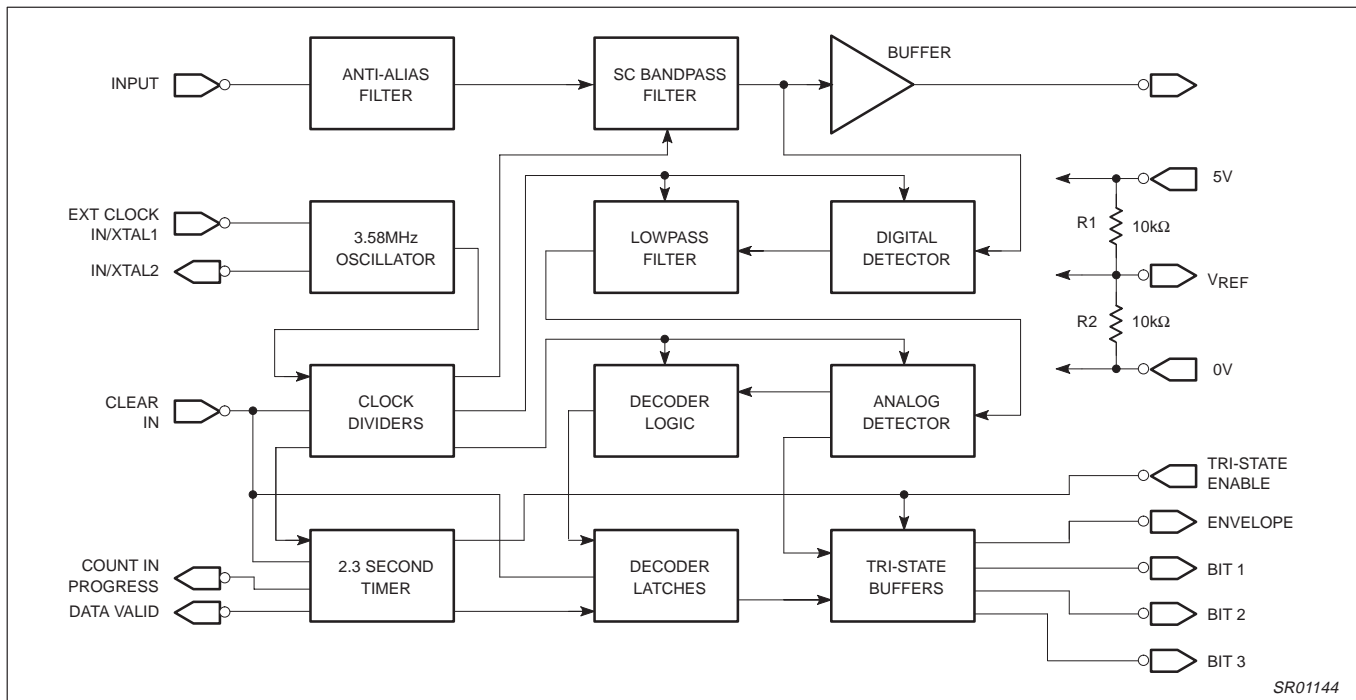 INPUT
ANTI-ALIAS
FILTER
SC BANDPASS
FILTER
BUFFER
EXT CLOCK
IN/XTAL1
IN/XTAL2
3.58MHz
OSCILLATOR
LOWPASS
FILTER
DIGITAL
DETECTOR
5V
R1
10kΩ
VREF
R2
10kΩ
0V
CLEAR
IN
CLOCK
DIVIDERS
DECODER
LOGIC
ANALOG
DETECTOR
TRI-STATE
ENABLE
ENVELOPE
COUNT IN
PROGRESS
DATA VALID
2.3 SECOND
TIMER
DECODER
LATCHES
TRI-STATE
BUFFERS
BIT 1
BIT 2
BIT 3
SR01144